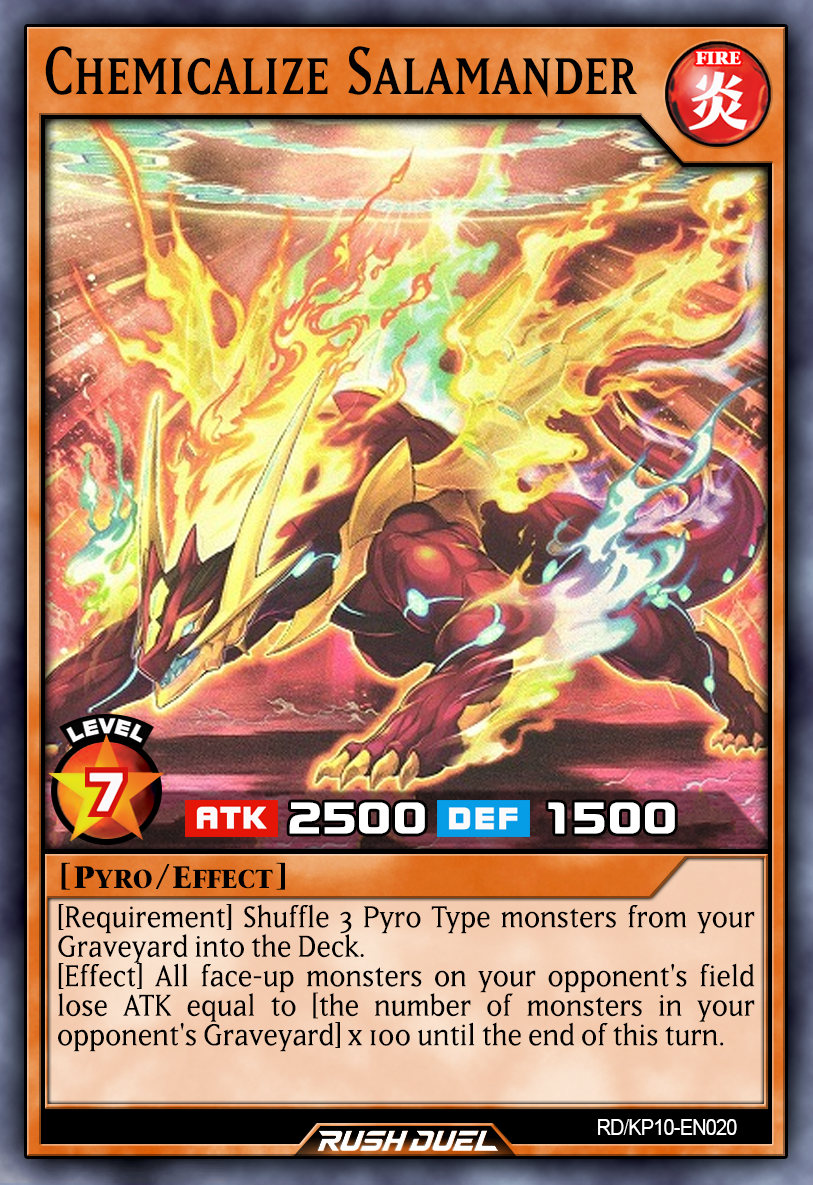 Chemicalize Salamander
FIRE
炎
LEVEL
7
ATK 2500 DEF 1500
[Pyro/Effect]
[Requirement] Shuffle 3 Pyro Type monsters from your
Graveyard into the Deck.
[Effect] All face-up monsters on your opponent's field
lose ATK equal to [the number of monsters in your
opponent's Graveyard] x 100 until the end of this turn.
RUSH DUEL
RD/KP10-EN020